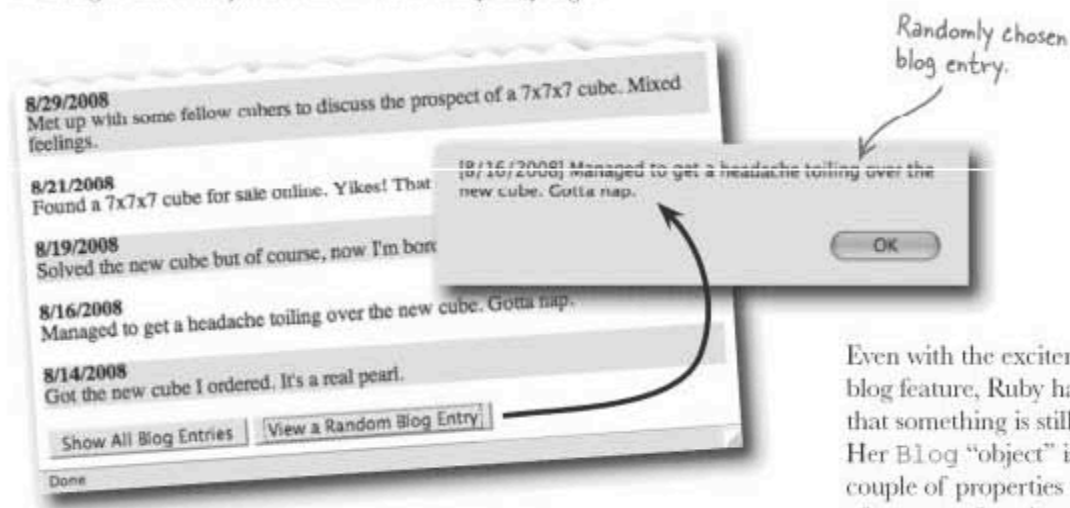 Randomly chosen
blog entry.
8/29/2008
Met up with some fellow cubers to discuss the prospect of a 7x7x7 cube. Mixed
feelings.
8/21/2008
Found a 7x7x7 cube for sale online. Yikes! That
8/19/2008
Solved the new cube but of course, now I'm
8/16/2008
Managed to get a headache toiling over the new cube. Gotta nap.
8/14/2008
Got the new cube I ordered. It's a real pearl.
Show All Blog Entries
View a Random Blog Entry
Done
[8/16/2008] Managed to get a headache toiling over the
new cube. Gotta nap.
OK
Even with the
blog feature, Ruby
that something is still
Her Blog "object"
couple of properties